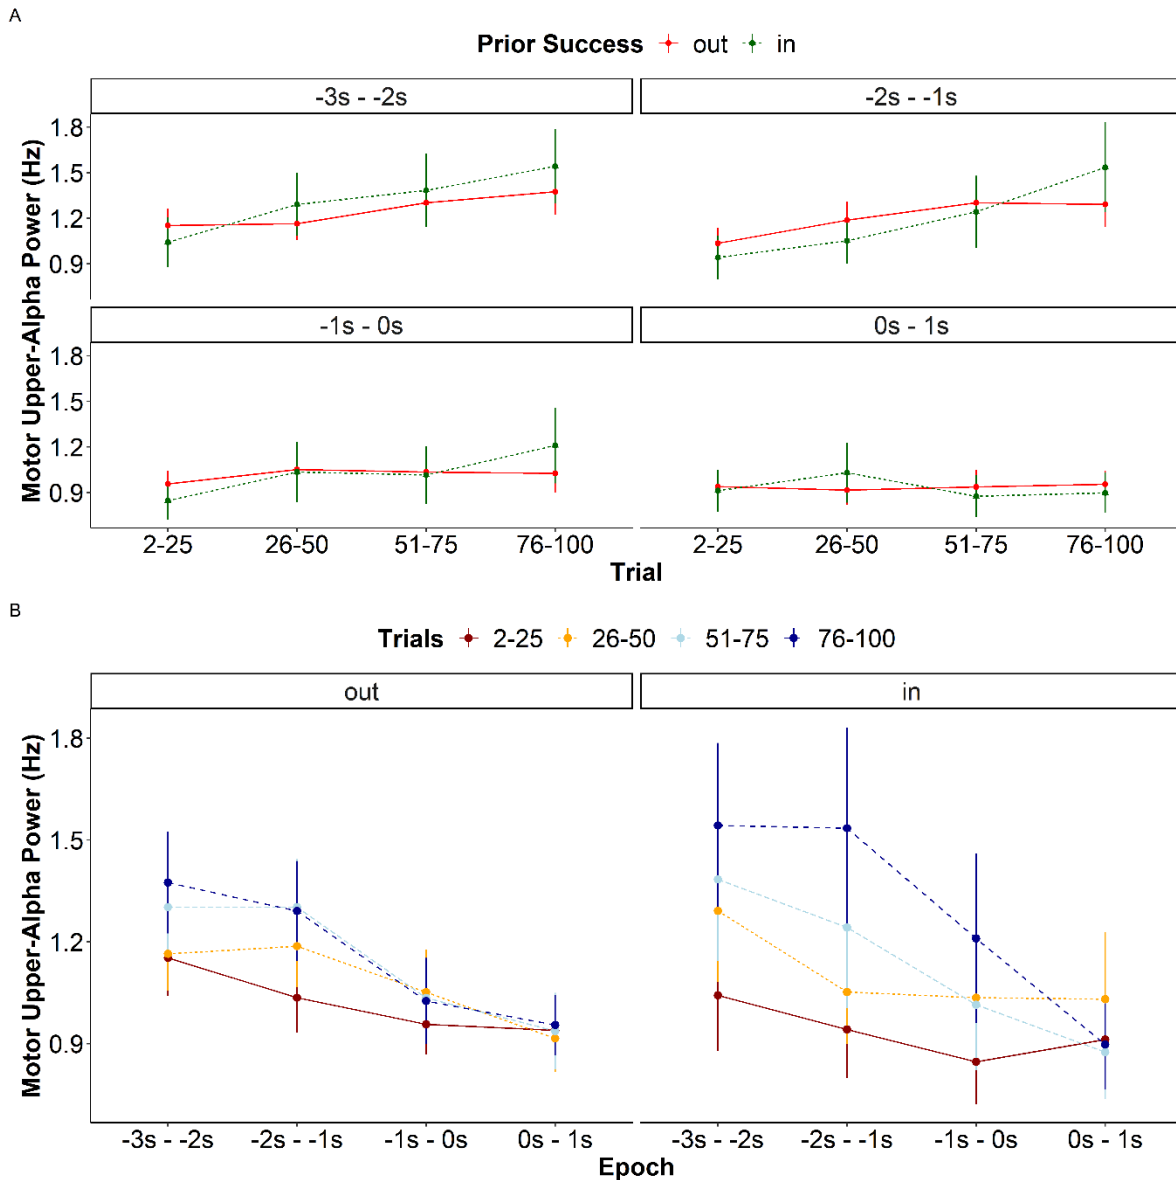 A
Prior Success out in
-3s - -2s -2s - -1s
1.8
1.5
1.2
0.9
-1s - 0s 0s - 1s
1.8
1.5
1.2
0.9
Motor Upper-Alpha Power (Hz)
2-25 26-50 51-75 76-100 2-25 26-50 51-75 76-100
Trial
B
Trials 2-25 26-50 51-75 76-100
out in
1.8
1.5
1.2
0.9
Motor Upper-Alpha Power (Hz)
-3s - -2s -2s - -1s -1s - 0s 0s - 1s -3s - -2s -2s - -1s -1s - 0s 0s - 1s
Epoch